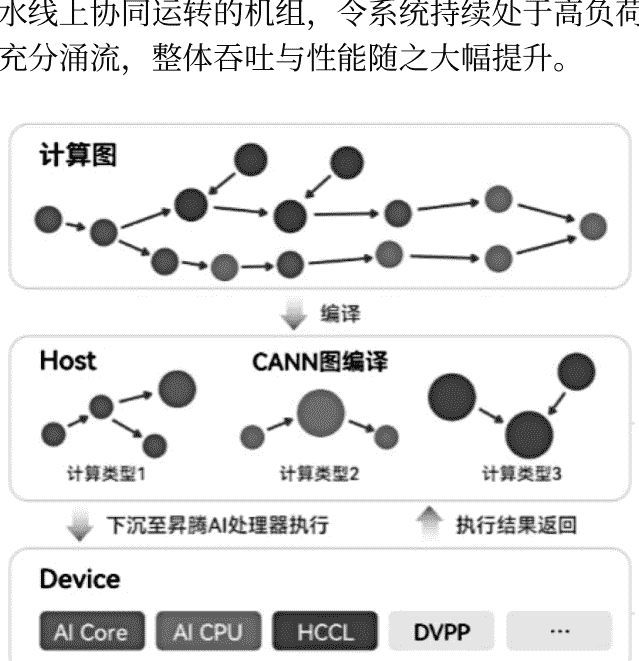 水线上协同运转的机组，令系统持续处于高负荷
充分涌流，整体吞吐与性能随之大幅提升。
计算图
编译
Host
CANN图编译
计算类型1
计算类型2
计算类型3
下沉至昇腾AI处理器执行
执行结果返回
Device
AI Core
AI CPU
HCCL
DVPP
...